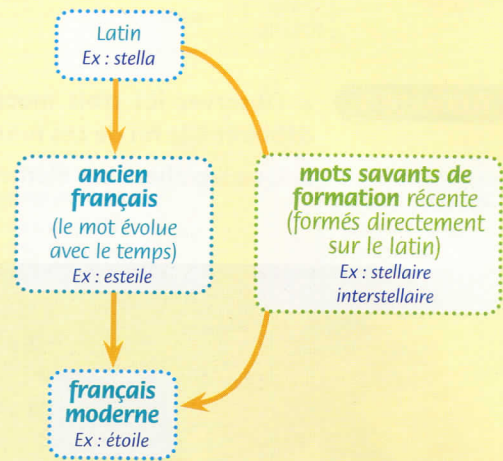 Latin
Ex : stella
ancien
français
(le mot évolue
avec le temps)
Ex : esteile
mots savants de
formation récente
(formés directement
sur le latin)
Ex : stellaire
interstellaire
français
moderne
Ex : étoile